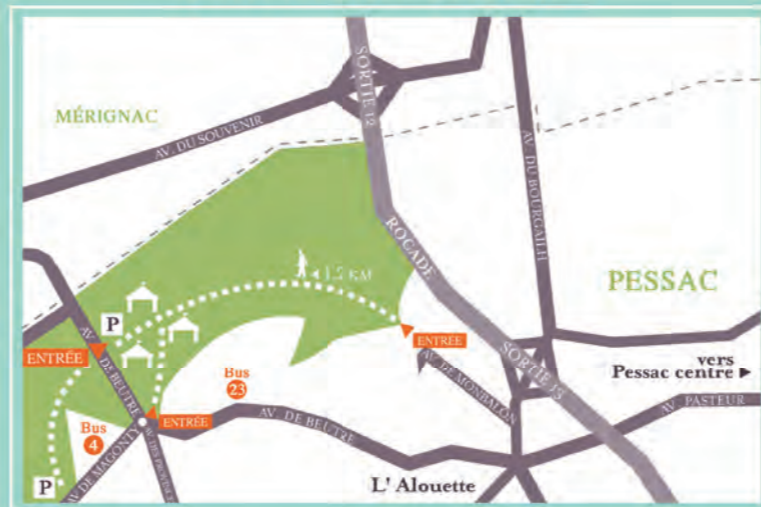 SORTIE 12
MÉRIGNAC
AV. DU SOUVENIR
AV. DU BOURGAILH
ROCADE
1,2 KM
PESSAC
P
ENTRÉE
AV. DE BEUTRE
ENTRÉE
AV. DE MONBALON
SORTIE 13
vers
Pessac centre
Bus
23
AV. PASTEUR
ENTRÉE
AV. DE BEUTRE
Bus
4
P
AV. DE MAGONTY
L' Alouette